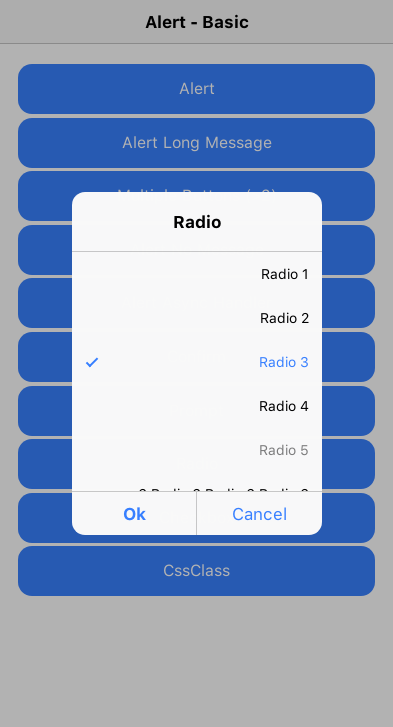 Alert - Basic
Alert
Alert Long Message
Radio
Radio 1
Radio 2
Radio 3
Radio 4
Radio 5
Ok
Cancel
CssClass